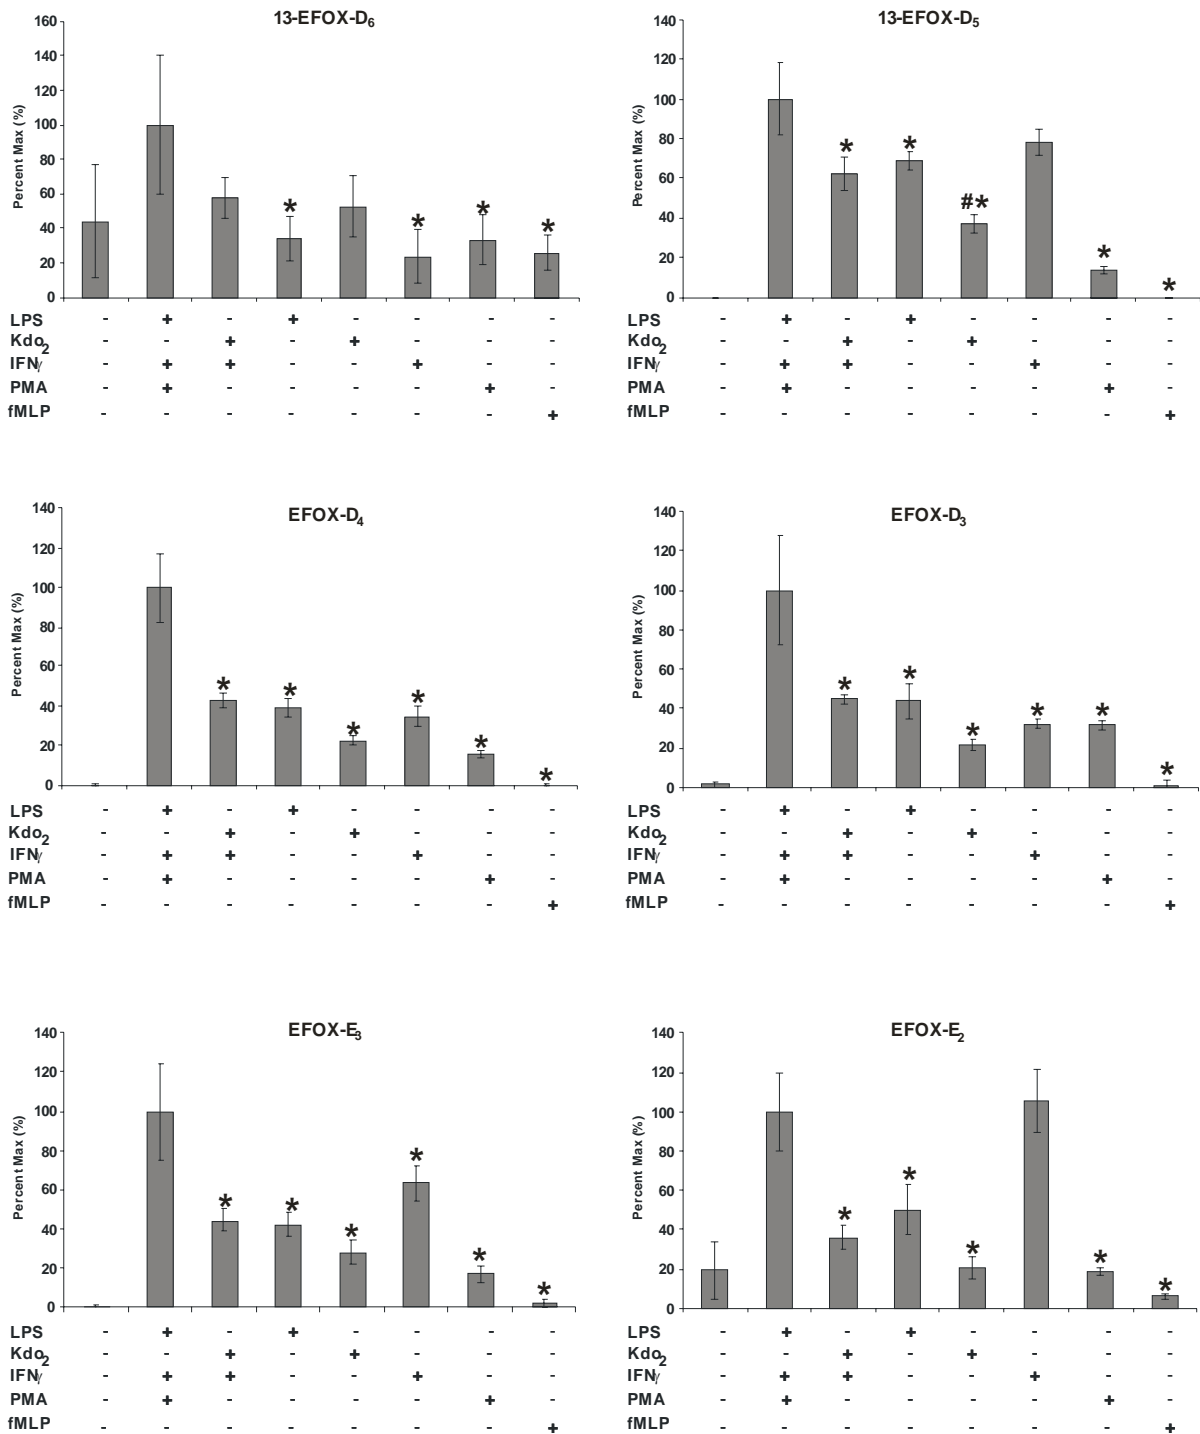 13-EFOX-D₆
Percent Max (%)
160
140
120
100
80
60
40
20
0
* * * *
LPS - + - + - - - -
Kdo₂ - - + - + - - -
IFNγ - + + - - + - -
PMA - + - - - - + -
fMLP - - - - - - - +
13-EFOX-D₅
Percent Max (%)
140
120
100
80
60
40
20
0
* * #* * *
LPS - + - + - - - -
Kdo₂ - - + - + - - -
IFNγ - + + - - + - -
PMA - + - - - - + -
fMLP - - - - - - - +
EFOX-D₄
Percent Max (%)
140
120
100
80
60
40
20
0
* * * * * *
LPS - + - + - - - -
Kdo₂ - - + - + - - -
IFNγ - + + - - + - -
PMA - + - - - - + -
fMLP - - - - - - - +
EFOX-D₃
Percent Max (%)
140
120
100
80
60
40
20
0
* * * * * *
LPS - + - + - - - -
Kdo₂ - - + - + - - -
IFNγ - + + - - + - -
PMA - + - - - - + -
fMLP - - - - - - - +
EFOX-E₃
Percent Max (%)
140
120
100
80
60
40
20
0
* * * * * *
LPS - + - + - - - -
Kdo₂ - - + - + - - -
IFNγ - + + - - + - -
PMA - + - - - - + -
fMLP - - - - - - - +
EFOX-E₂
Percent Max (%)
140
120
100
80
60
40
20
0
* * * * *
LPS - + - + - - - -
Kdo₂ - - + - + - - -
IFNγ - + + - - + - -
PMA - + - - - - + -
fMLP - - - - - - - +